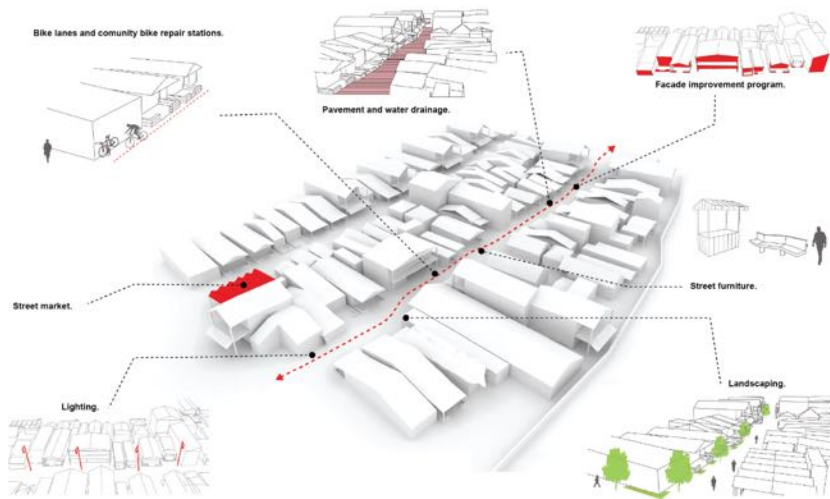 Bike lanes and comunity bike repair stations.
Pavement and water drainage.
Facade improvement program.
Street market.
Street furniture.
Lighting.
Landscaping.